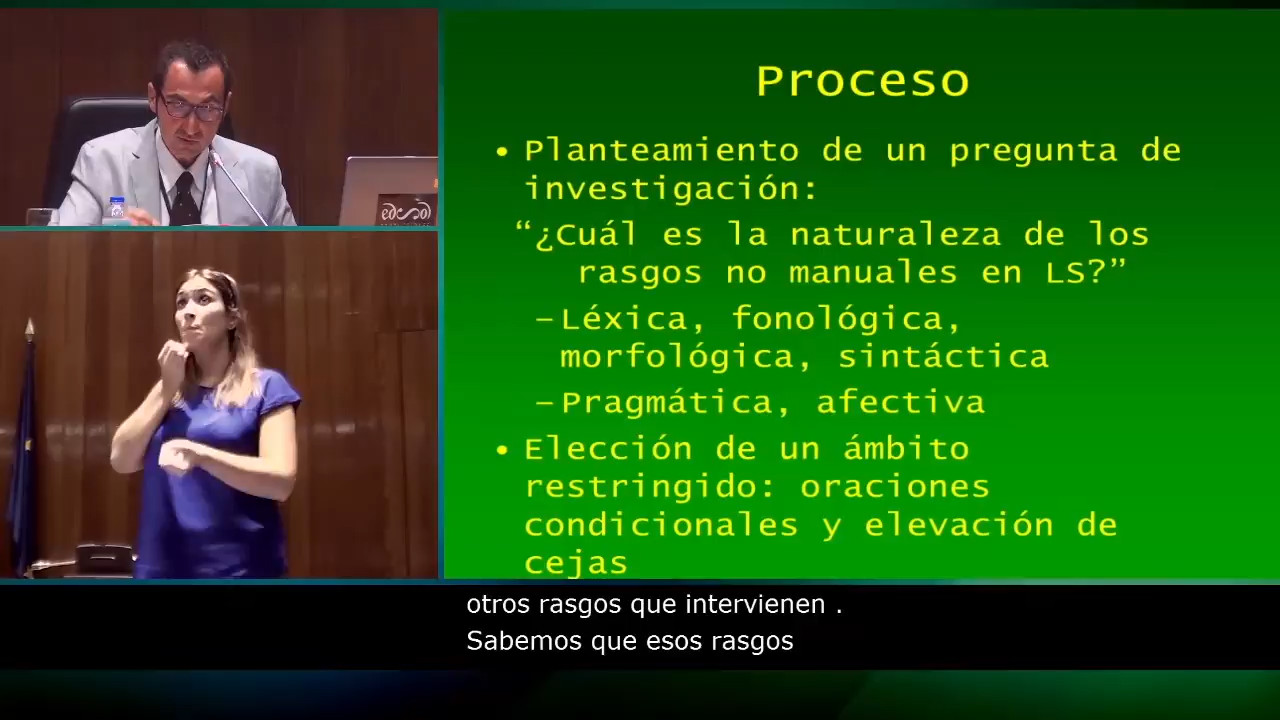 Proceso
• Planteamiento de un pregunta de
investigación:
“¿Cuál es la naturaleza de los
rasgos no manuales en LS?”
–Léxica, fonológica,
morfológica, sintáctica
–Pragmática, afectiva
• Elección de un ámbito
restringido: oraciones
condicionales y elevación de
cejas
otros rasgos que intervienen .
Sabemos que esos rasgos